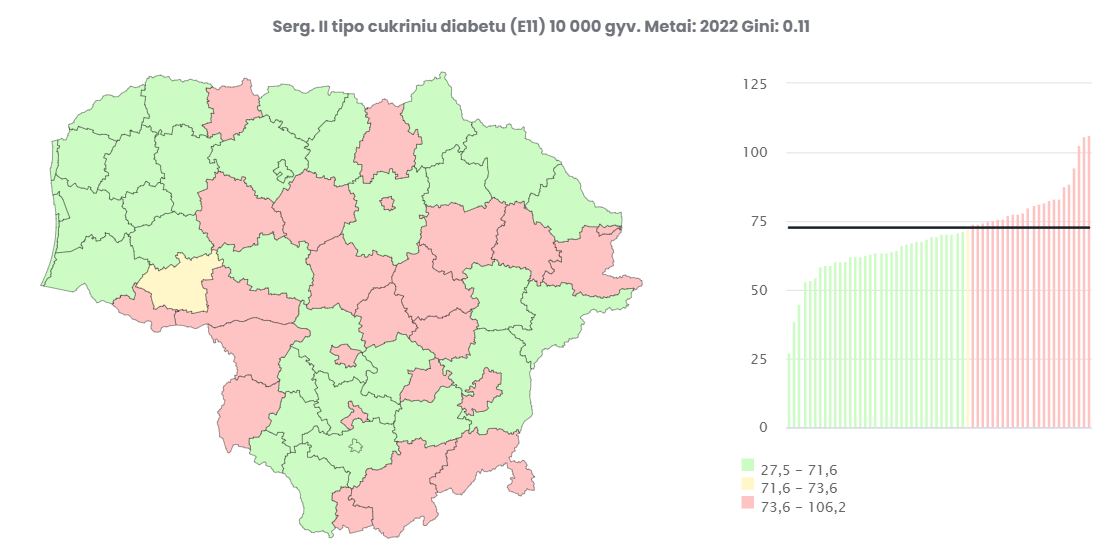 Serg. II tipo cukriniu diabetu (E11) 10 000 gyv. Metai: 2022 Gini: 0.11
125
100
75
50
25
0
27,5 – 71,6
71,6 – 73,6
73,6 – 106,2